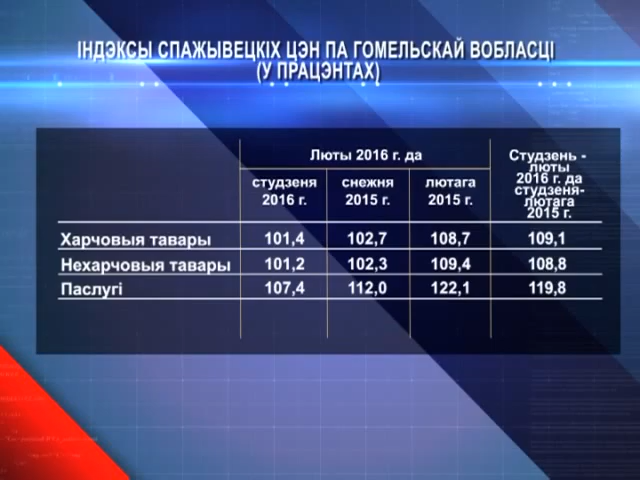 ІНДЭКСЫ СПАЖЫВЕЦКІХ ЦЭН ПА ГОМЕЛЬСКАЙ ВОБЛАСЦІ
(У ПРАЦЭНТАХ)
Люты 2016 г. да
Студзень -
люты
2016 г. да
студзеня-
лютага
2015 г.
студзеня
2016 г.
снежня
2015 г.
лютага
2015 г.
Харчовыя тавары 101,4 102,7 108,7 109,1
Нехарчовыя тавары 101,2 102,3 109,4 108,8
Паслугі 107,4 112,0 122,1 119,8